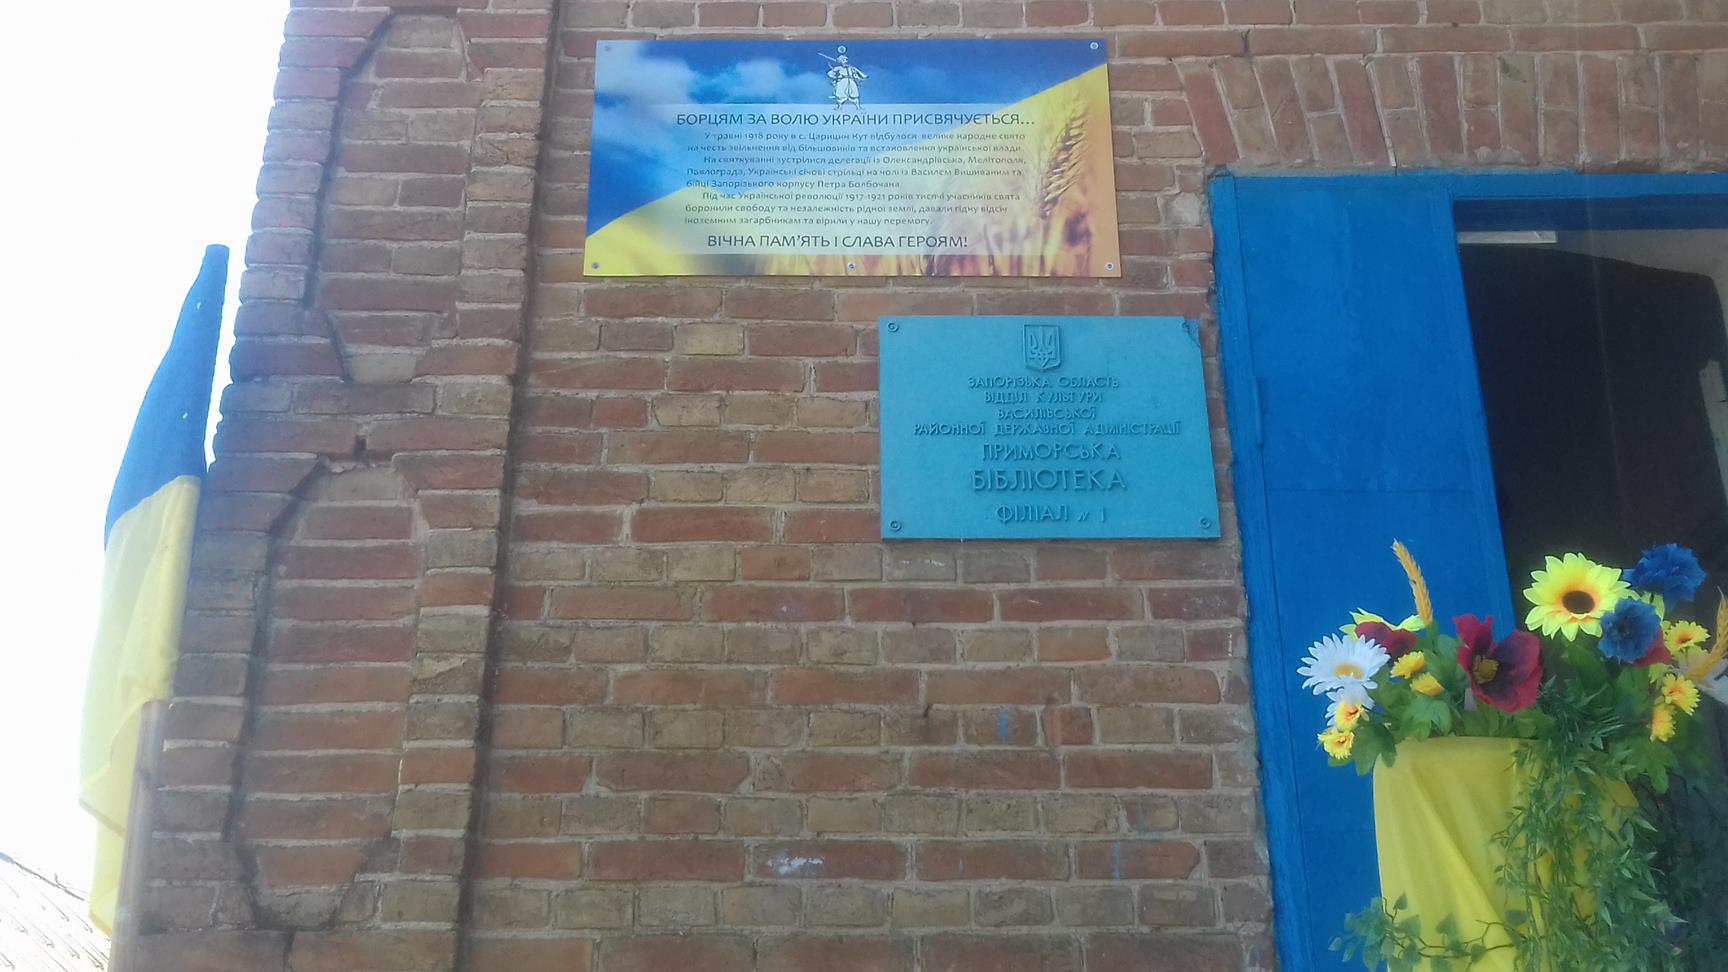 БОРЦЯМ ЗА ВОЛЮ УКРАЇНИ ПРИСВЯЧУЄТЬСЯ...
У травні 1918 року в с. Царицин Кут відбулося велике народне свято
на честь звільнення від більшовиків та встановлення української влади.
На святкуванні зустрілися делегації із Олександрівська, Мелітополя,
Павлограда, Українські січові стрільці на чолі із Василем Вишиваним та
бійці Запорізького корпусу Петра Болбочана
Під час Української революції 1917-1921 років тисячі учасників свята
боронили свободу та незалежність рідної землі, давали гідну відсіч
іноземним загарбникам та вірили у нашу перемогу.
ВІЧНА ПАМ'ЯТЬ І СЛАВА ГЕРОЯМ!
ЗАПОРІЗЬКА ОБЛАСТЬ
ВІДДІЛ КУЛЬТУРИ
ВАСИЛІВСЬКОЇ
РАЙОННОЇ ДЕРЖАВНОЇ АДМІНІСТРАЦІЇ
ПРИМОРСЬКА
БІБЛІОТЕКА
ФІЛІАЛ № 1